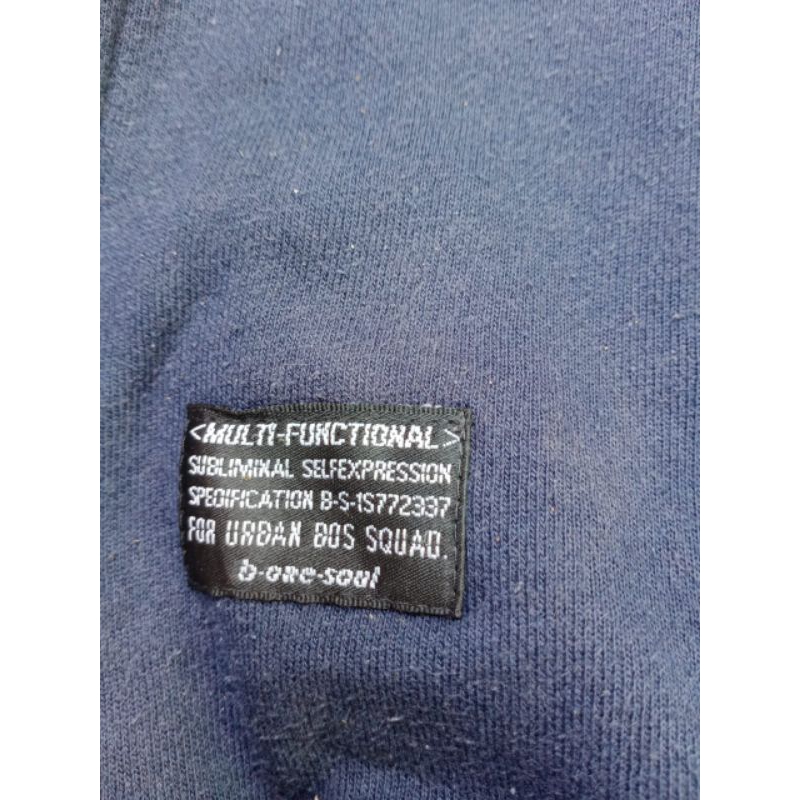 <MULTI-FUNCTIONAL>
SUBLIMINAL SELFEXPRESSION
SPECIFICATION B-S-1S772337
FOR URBAN BOS SQUAD.
b-one-soul